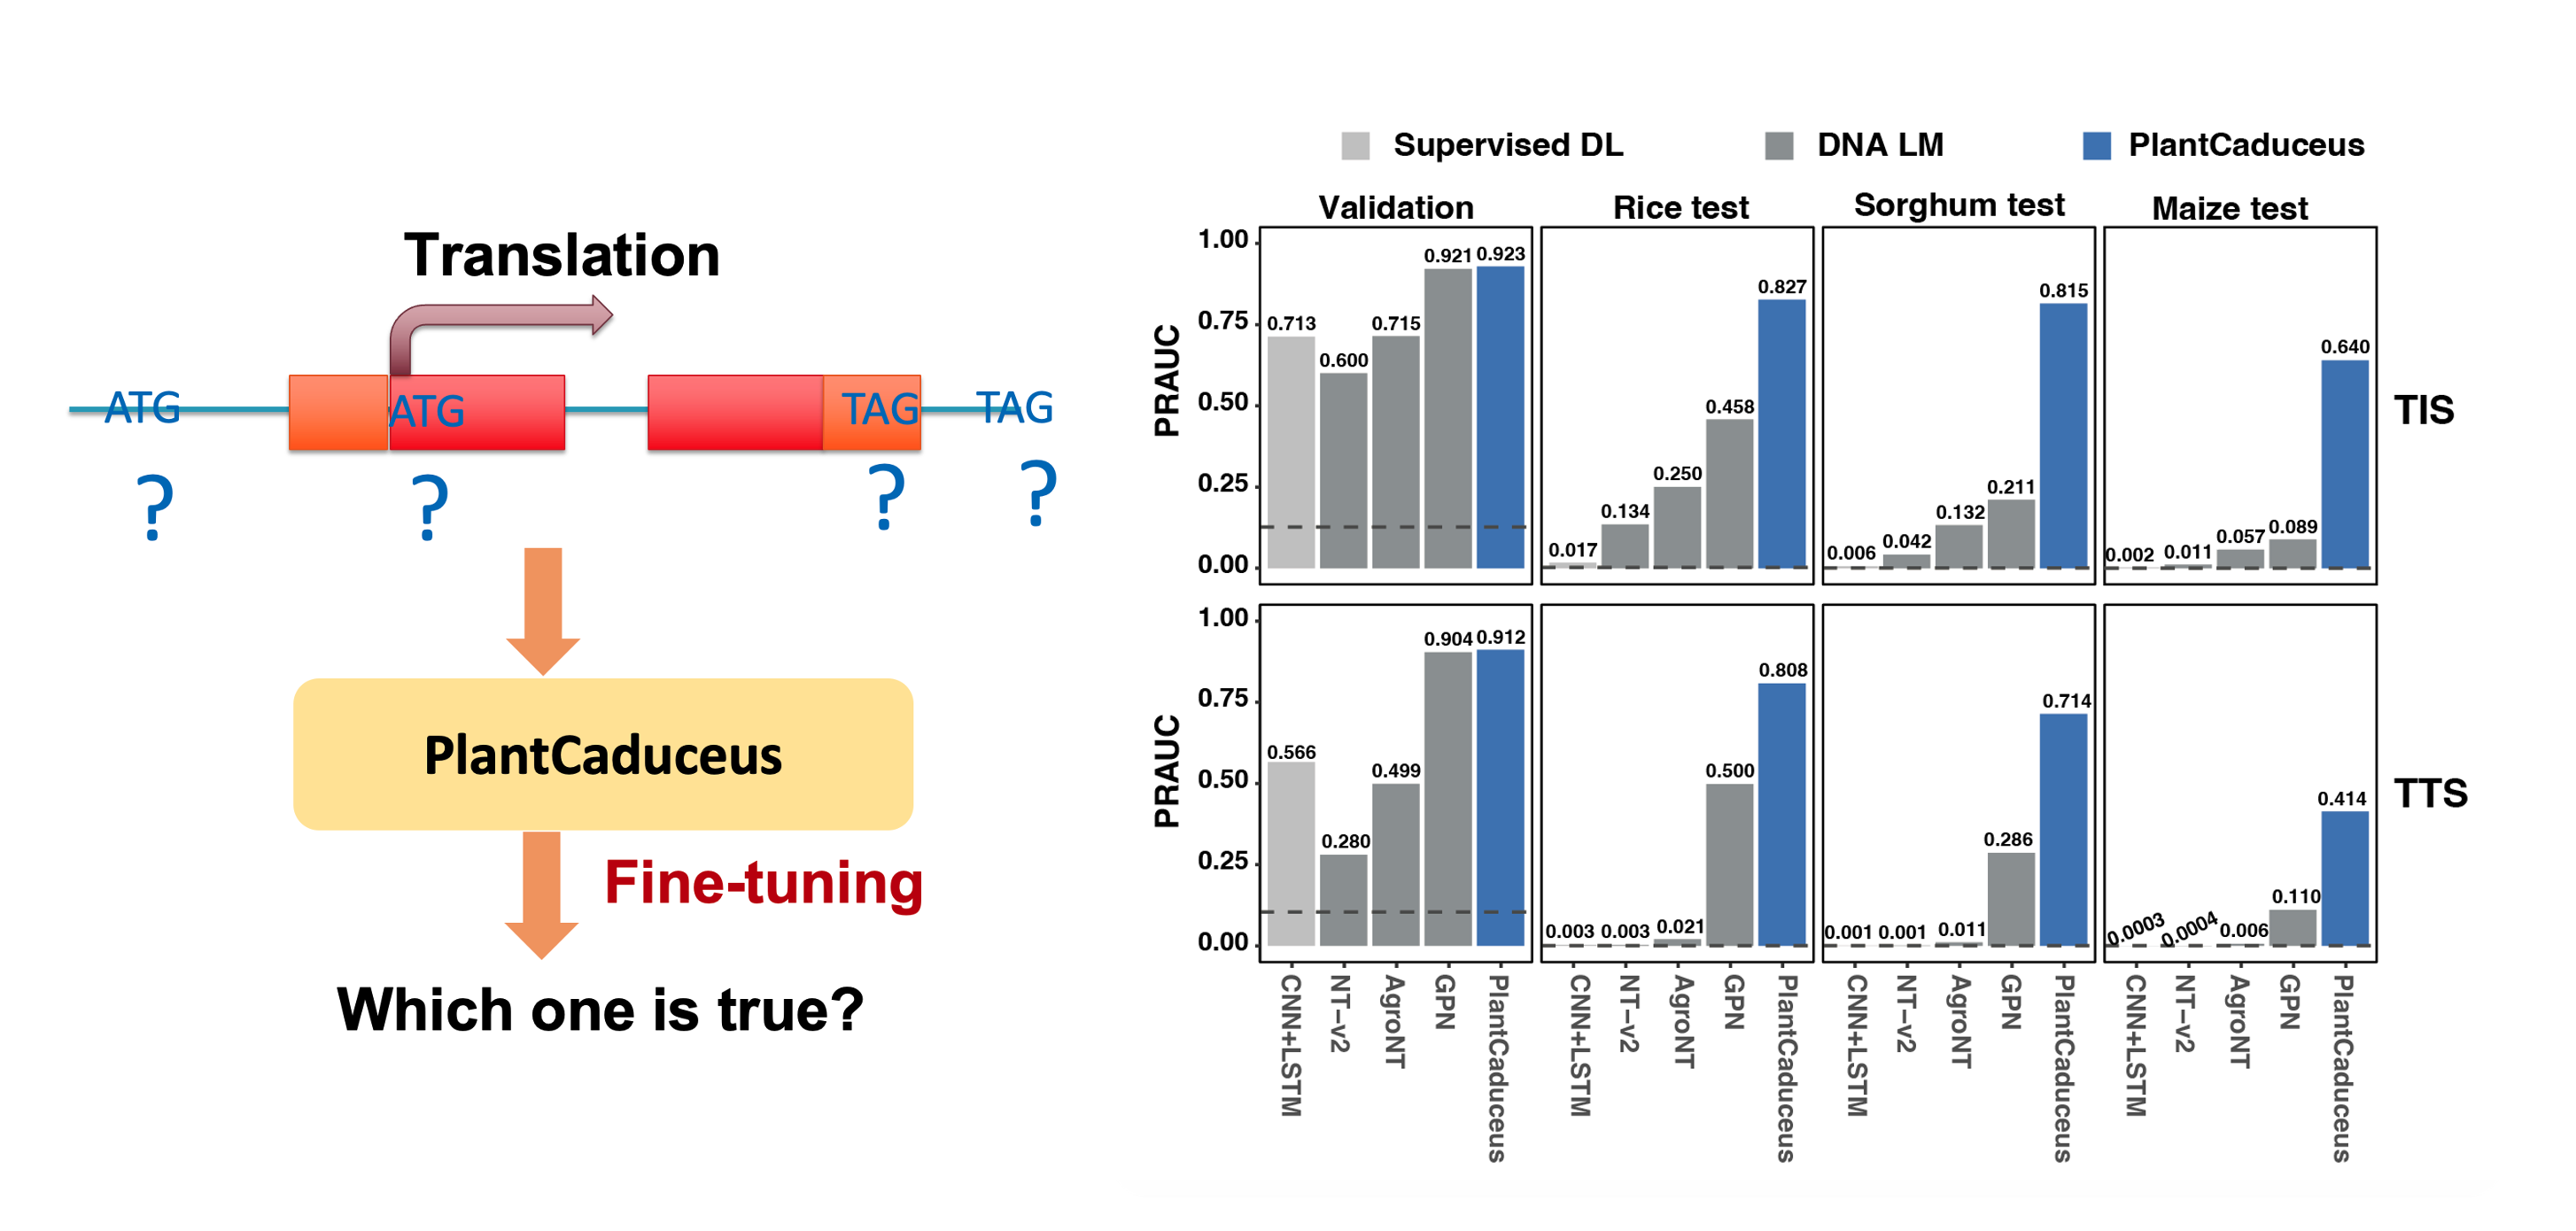 Translation
ATG
ATG
TAG
TAG
?
?
?
?
PlantCaduceus
Fine-tuning
Which one is true?
Supervised DL
DNA LM
PlantCaduceus
Validation
Rice test
Sorghum test
Maize test
PRAUC
1.00
0.75
0.50
0.25
0.00
0.713
0.600
0.715
0.921
0.923
0.017
0.134
0.250
0.458
0.827
0.006
0.042
0.132
0.211
0.815
0.002
0.011
0.057
0.089
0.640
TIS
PRAUC
1.00
0.75
0.50
0.25
0.00
0.566
0.280
0.499
0.904
0.912
0.003
0.003
0.021
0.500
0.808
0.001
0.001
0.011
0.286
0.714
0.0003
0.0004
0.006
0.110
0.414
TTS
CNN+LSTM
NT−v2
AgroNT
GPN
PlantCaduceus
CNN+LSTM
NT−v2
AgroNT
GPN
PlantCaduceus
CNN+LSTM
NT−v2
AgroNT
GPN
PlantCaduceus
CNN+LSTM
NT−v2
AgroNT
GPN
PlantCaduceus